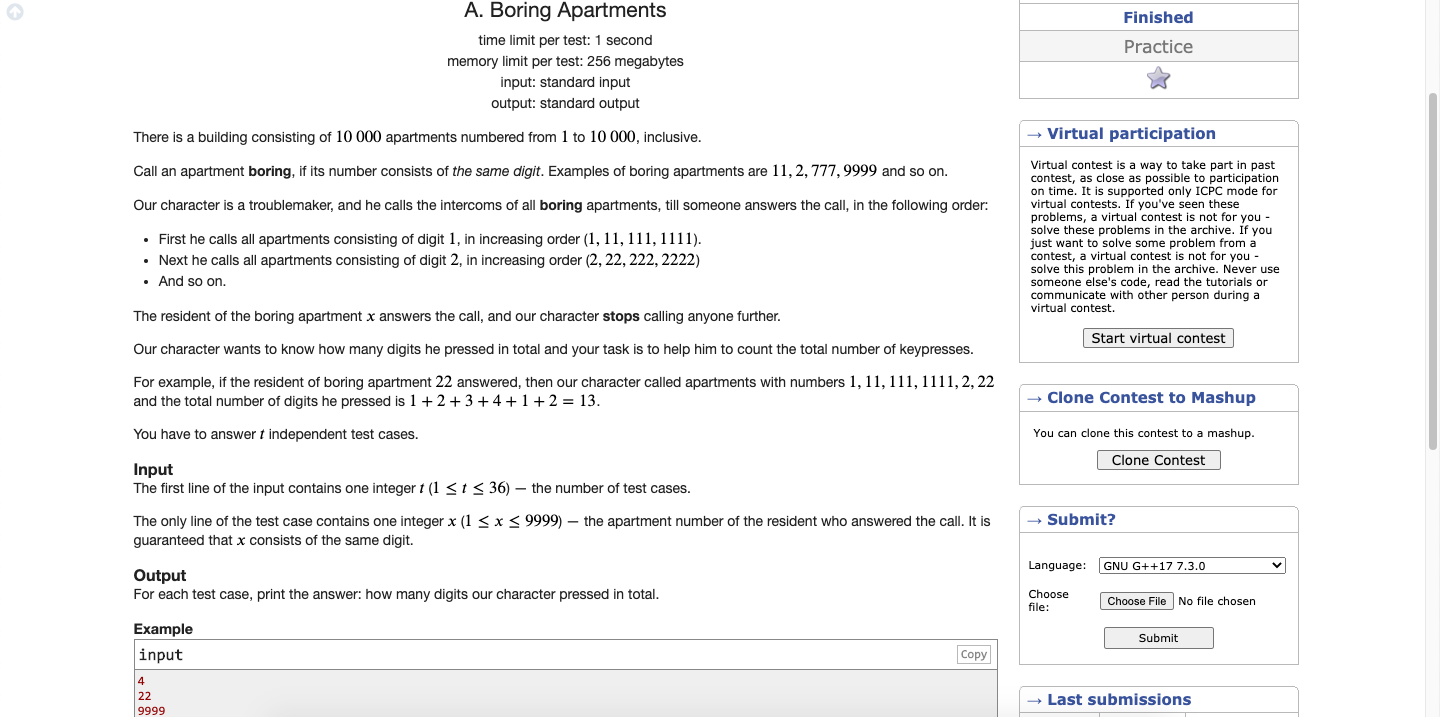 A. Boring Apartments
time limit per test: 1 second
memory limit per test: 256 megabytes
input: standard input
output: standard output
There is a building consisting of 10 000 apartments numbered from 1 to 10 000, inclusive.
Call an apartment boring, if its number consists of the same digit. Examples of boring apartments are 11, 2, 777, 9999 and so on.
Our character is a troublemaker, and he calls the intercoms of all boring apartments, till someone answers the call, in the following order:
• First he calls all apartments consisting of digit 1, in increasing order (1, 11, 111, 1111).
• Next he calls all apartments consisting of digit 2, in increasing order (2, 22, 222, 2222)
• And so on.
The resident of the boring apartment x answers the call, and our character stops calling anyone further.
Our character wants to know how many digits he pressed in total and your task is to help him to count the total number of keypresses.
For example, if the resident of boring apartment 22 answered, then our character called apartments with numbers 1, 11, 111, 1111, 2, 22
and the total number of digits he pressed is 1 + 2 + 3 + 4 + 1 + 2 = 13.
You have to answer t independent test cases.
Input
The first line of the input contains one integer t (1 ≤ t ≤ 36) — the number of test cases.
The only line of the test case contains one integer x (1 ≤ x ≤ 9999) — the apartment number of the resident who answered the call. It is
guaranteed that x consists of the same digit.
Output
For each test case, print the answer: how many digits our character pressed in total.
Example
input
Copy
4
22
9999
Finished
Practice
→ Virtual participation
Virtual contest is a way to take part in past
contest, as close as possible to participation
on time. It is supported only ICPC mode for
virtual contests. If you've seen these
problems, a virtual contest is not for you -
solve these problems in the archive. If you
just want to solve some problem from a
contest, a virtual contest is not for you -
solve this problem in the archive. Never use
someone else's code, read the tutorials or
communicate with other person during a
virtual contest.
Start virtual contest
→ Clone Contest to Mashup
You can clone this contest to a mashup.
Clone Contest
→ Submit?
Language: GNU G++17 7.3.0
Choose
file:
Choose File No file chosen
Submit
→ Last submissions